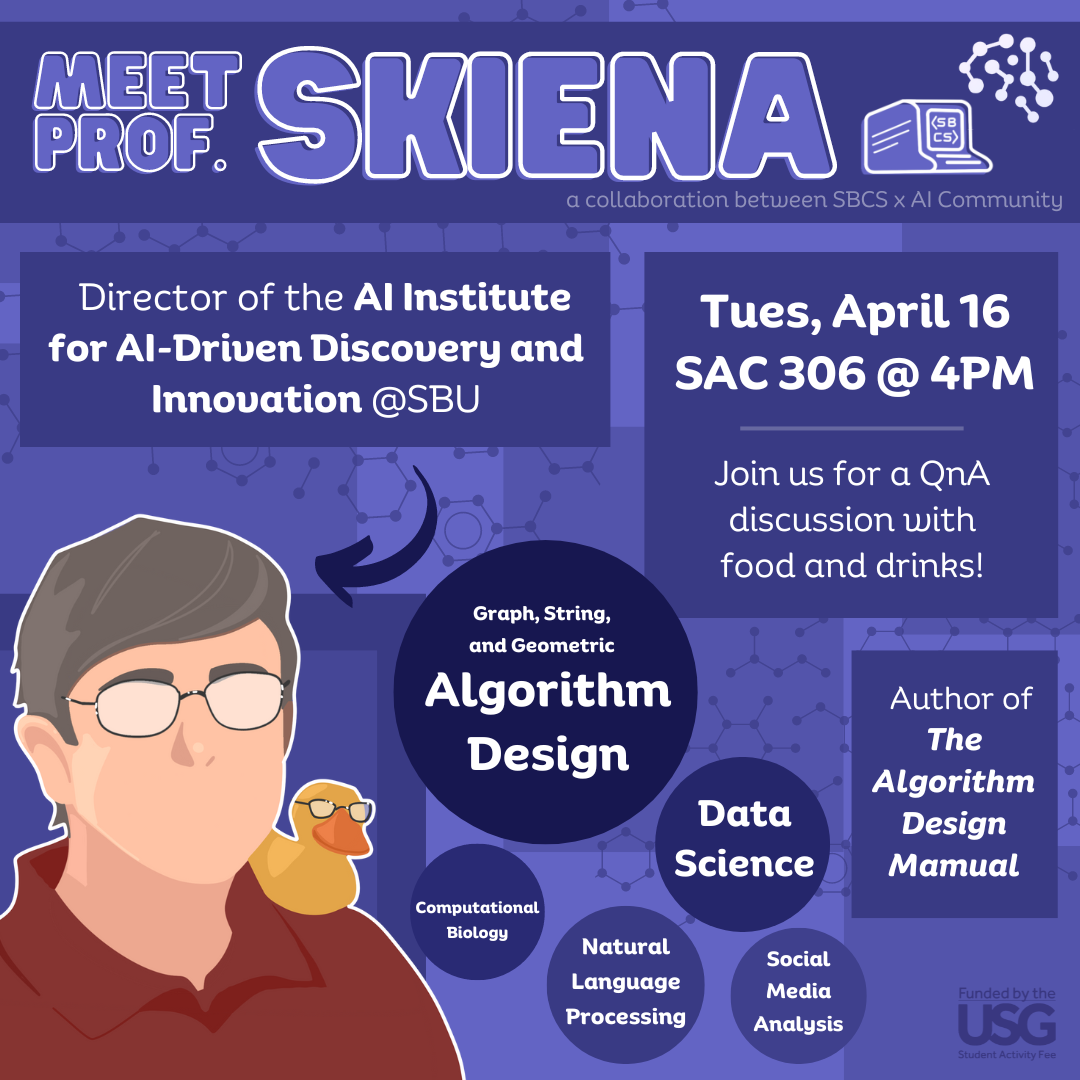 MEET
PROF.
SKIENA
<SB
CS>
a collaboration between SBCS x AI Community
Director of the AI Institute
for AI-Driven Discovery and
Innovation @SBU
Tues, April 16
SAC 306 @ 4PM
Join us for a QnA
discussion with
food and drinks!
Graph, String,
and Geometric
Algorithm
Design
Data
Science
Author of
The
Algorithm
Design
Mamual
Computational
Biology
Natural
Language
Processing
Social
Media
Analysis
Funded by the
USG
Student Activity Fee